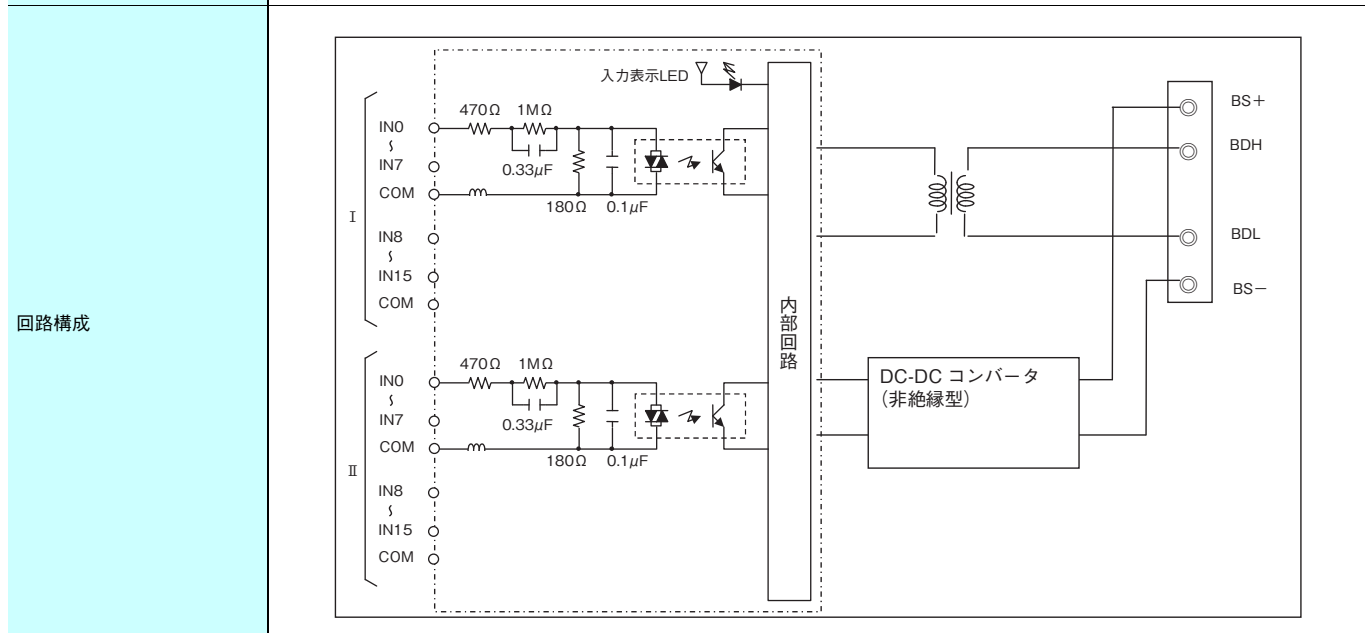 回路構成
入力表示LED
470Ω 1MΩ
IN0
〜
IN7
0.33μF
COM
180Ω 0.1μF
Ⅰ
IN8
〜
IN15
COM
470Ω 1MΩ
IN0
〜
IN7
0.33μF
COM
180Ω 0.1μF
Ⅱ
IN8
〜
IN15
COM
内部回路
DC-DC コンバータ
(非絶縁型)
BS+
BDH
BDL
BS−